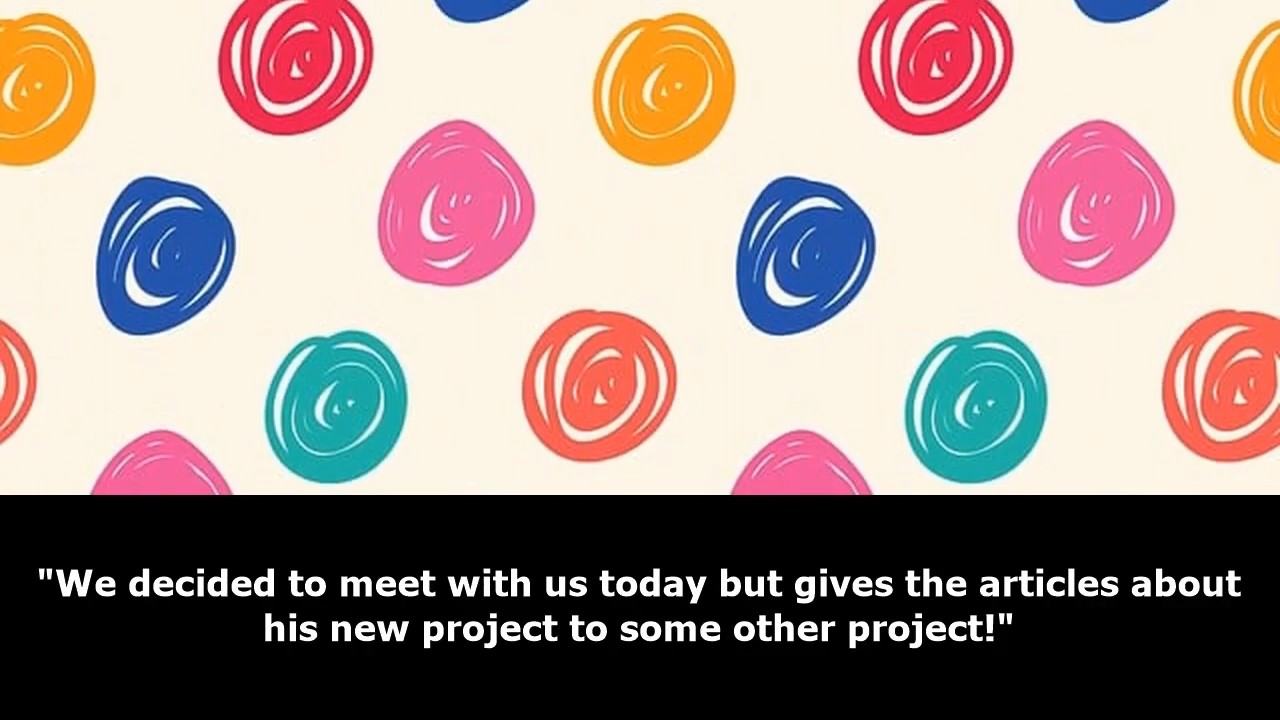 "We decided to meet with us today but gives the articles about
his new project to some other project!"